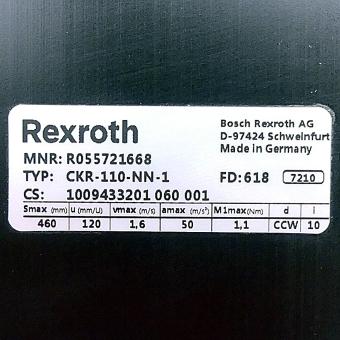 Rexroth
Bosch Rexroth AG
D-97424 Schweinfurt
Made in Germany
MNR: R055721668
TYP: CKR-110-NN-1 FD: 618 7210
CS: 1009433201 060 001
Smax (mm) u (mm/U) vmax (m/s) amax (m/s²) M1max(Nm) d i
460 120 1,6 50 1,1 CCW 10